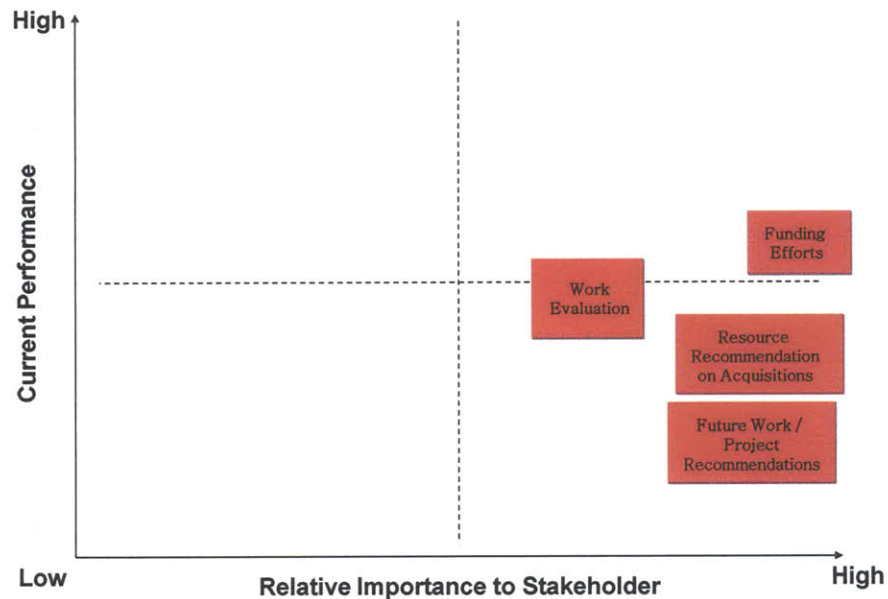 High
Current Performance
Funding
Efforts
Work
Evaluation
Resource
Recommendation
on Acquisitions
Future Work /
Project
Recommendations
Low
Relative Importance to Stakeholder
High